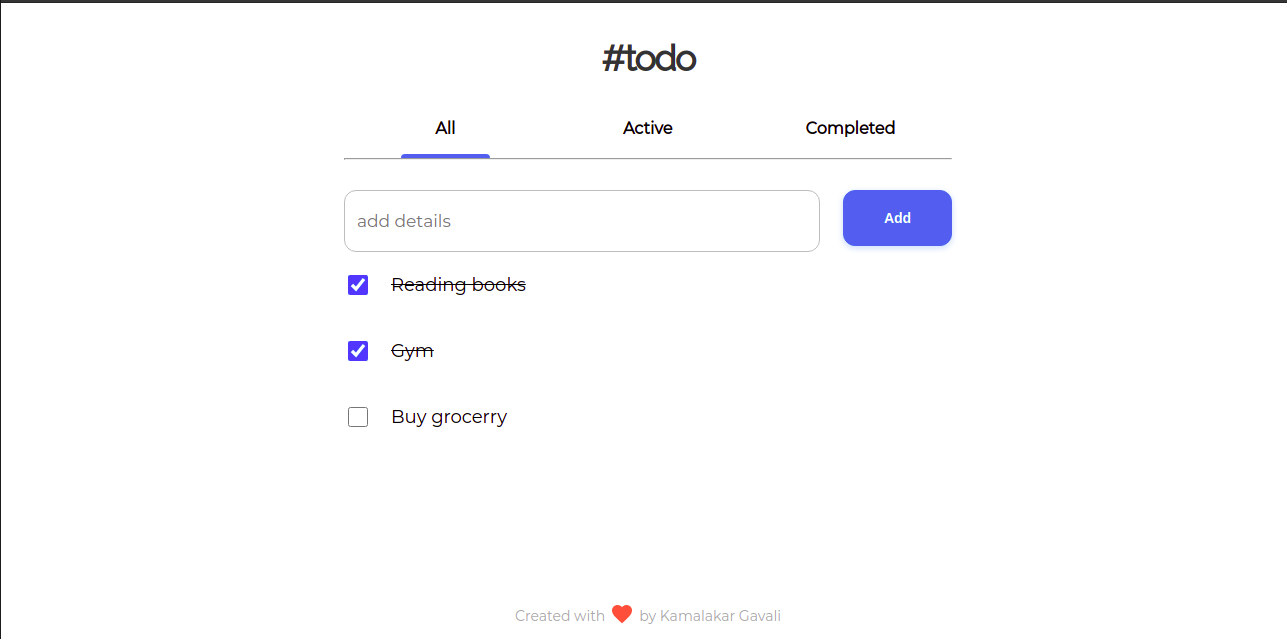 #todo
All Active Completed
add details Add
Reading books
Gym
Buy grocerry
Created with by Kamalakar Gavali